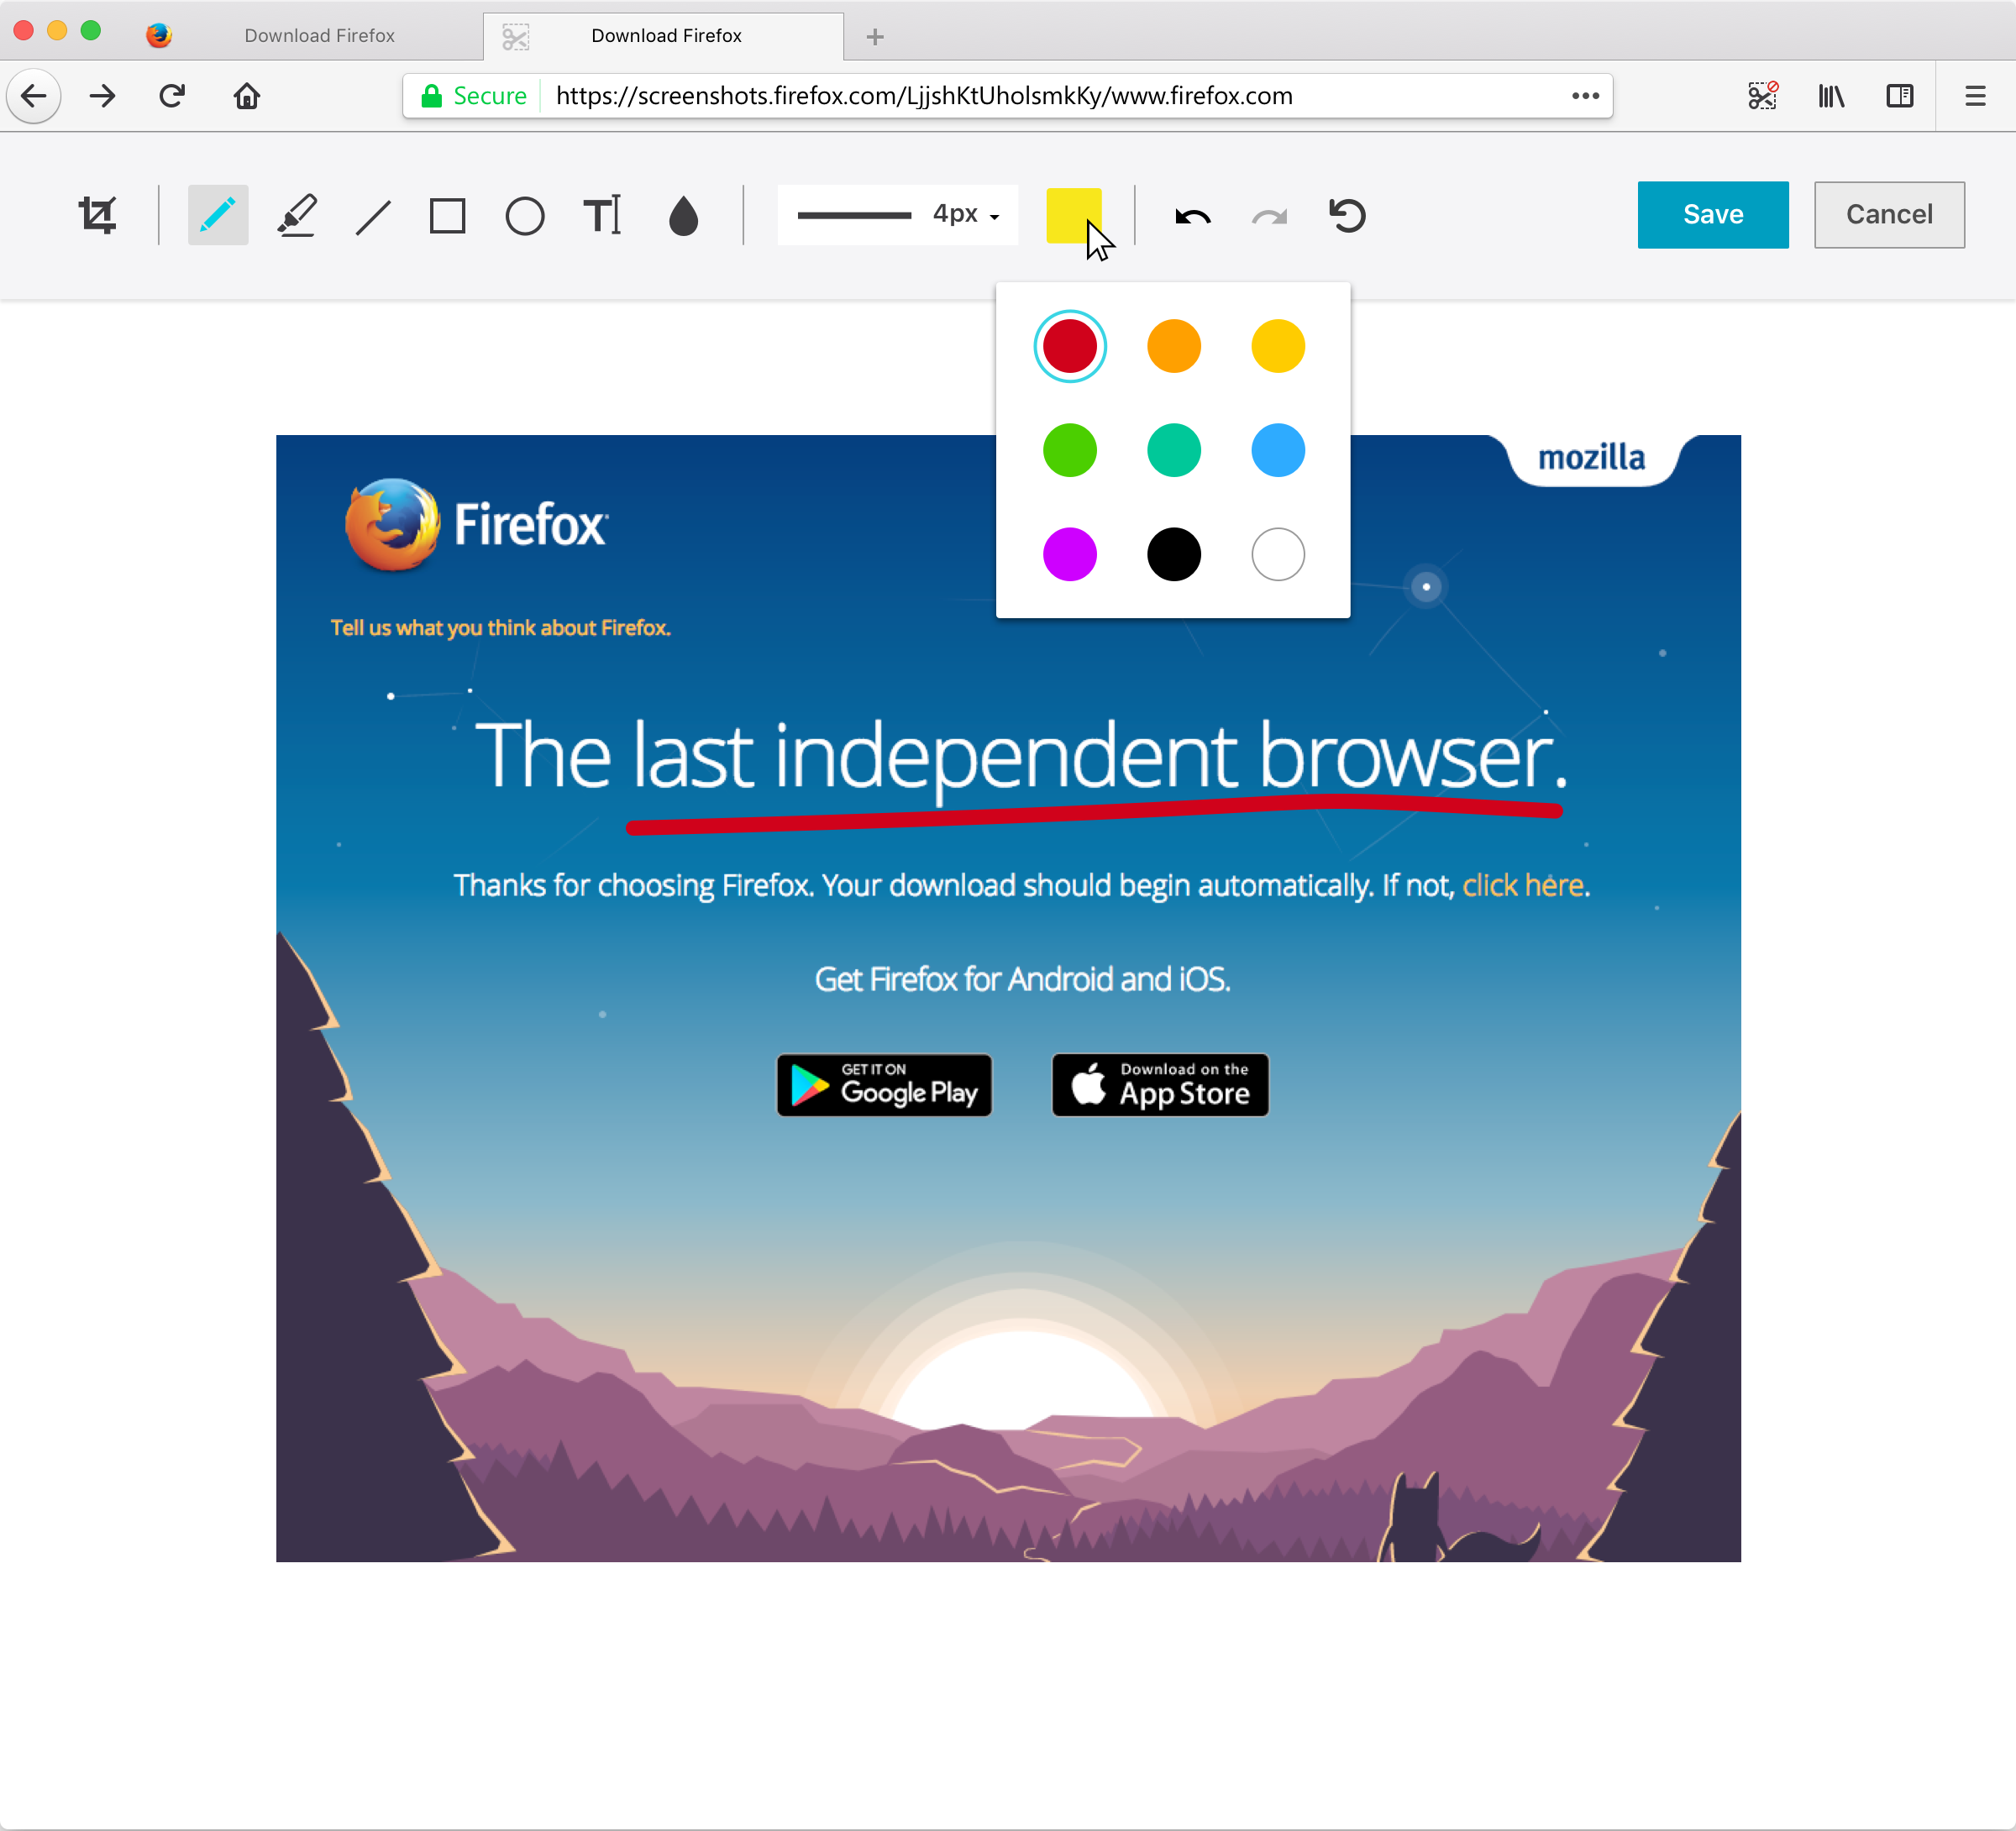 Download Firefox
Download Firefox
Secure
https://screenshots.firefox.com/LjjshKtUholsmkKy/www.firefox.com
4px
Save
Cancel
mozilla
Firefox
Tell us what you think about Firefox.
The last independent browser.
Thanks for choosing Firefox. Your download should begin automatically. If not, click here.
Get Firefox for Android and iOS.
GET IT ON
Google Play
Download on the
App Store